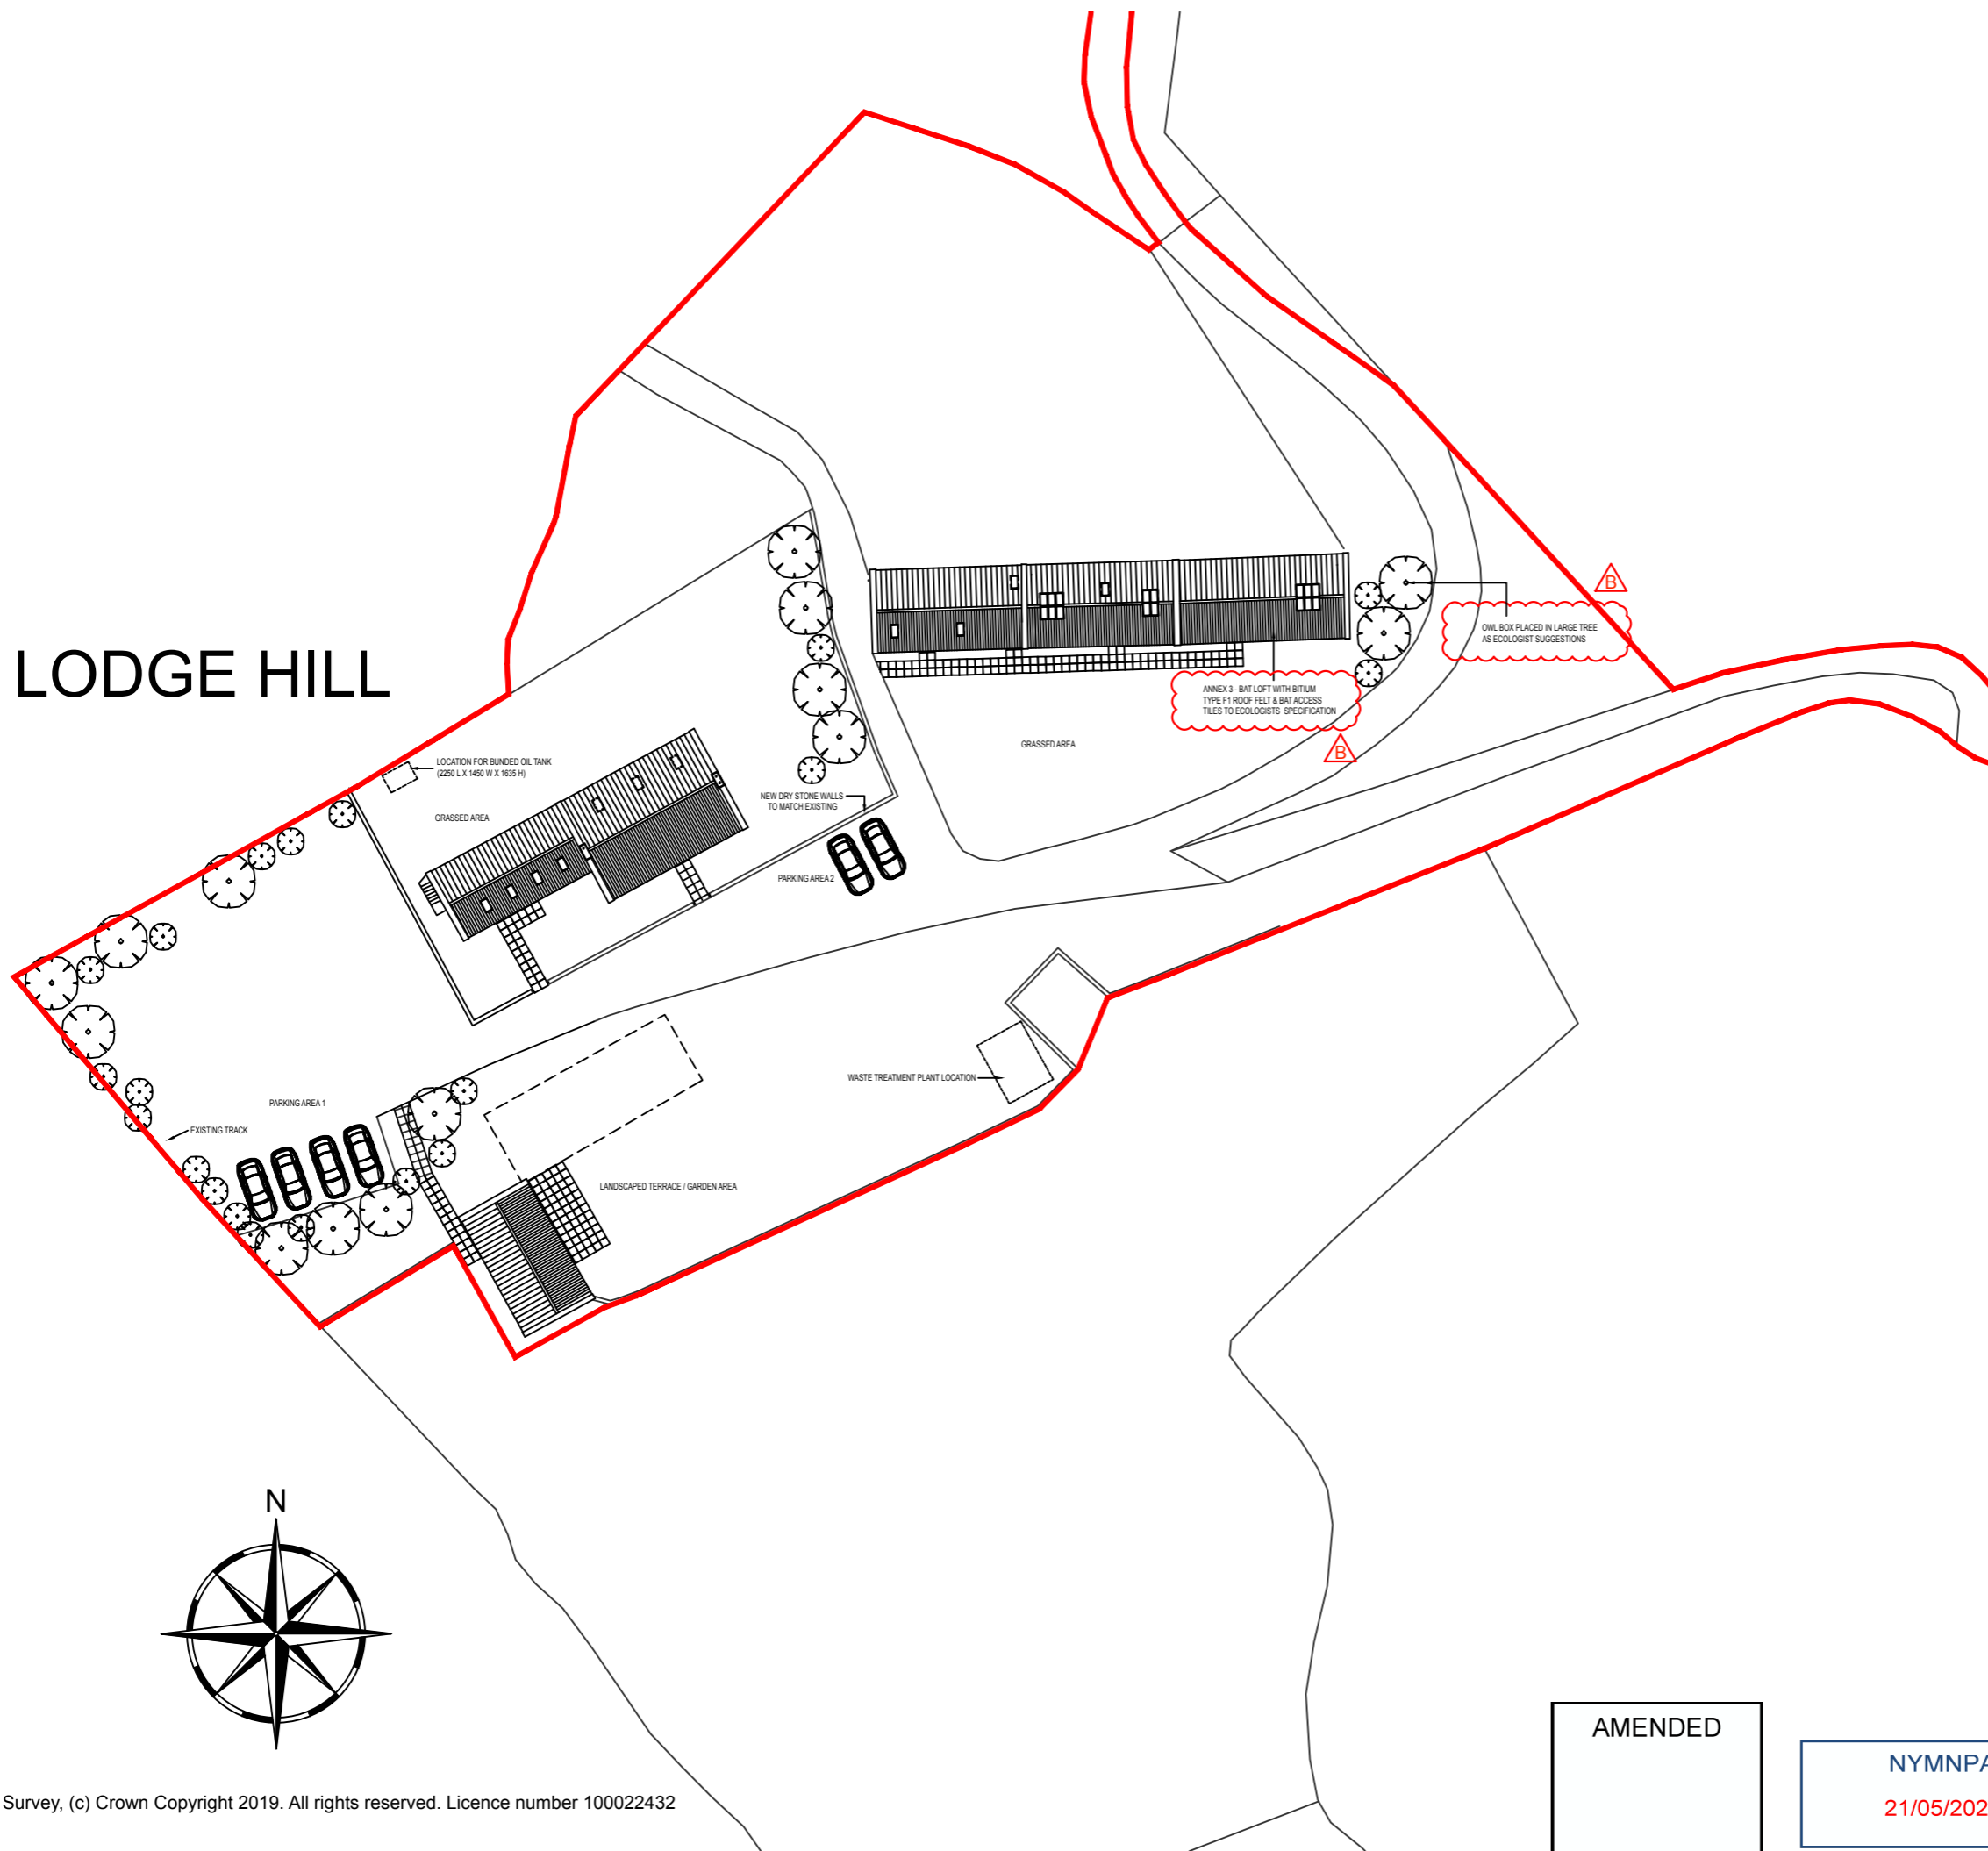 LODGE HILL
B
OWL BOX PLACED IN LARGE TREE
AS ECOLOGIST SUGGESTIONS
ANNEX 3 - BAT LOFT WITH BITIUM
TYPE F1 ROOF FELT & BAT ACCESS
TILES TO ECOLOGISTS SPECIFICATION
B
GRASSED AREA
LOCATION FOR BUNDED OIL TANK
(2250 L X 1450 W X 1635 H)
GRASSED AREA
NEW DRY STONE WALLS
TO MATCH EXISTING
PARKING AREA 2
WASTE TREATMENT PLANT LOCATION
PARKING AREA 1
EXISTING TRACK
LANDSCAPED TERRACE / GARDEN AREA
N
AMENDED
NYMNPA
21/05/202
Survey, (c) Crown Copyright 2019. All rights reserved. Licence number 100022432